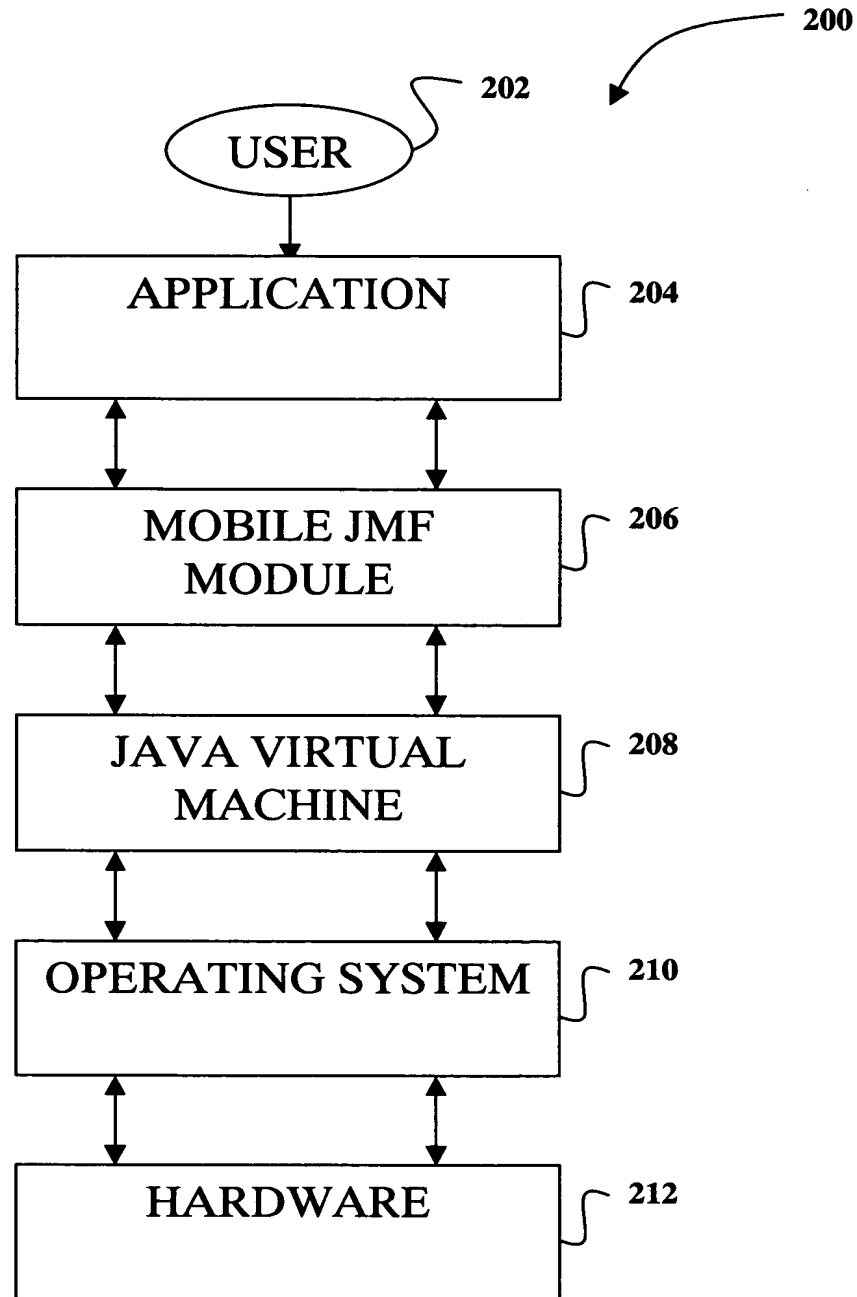 200
202
USER
APPLICATION
204
MOBILE JMF
MODULE
206
JAVA VIRTUAL
MACHINE
208
OPERATING SYSTEM
210
HARDWARE
212